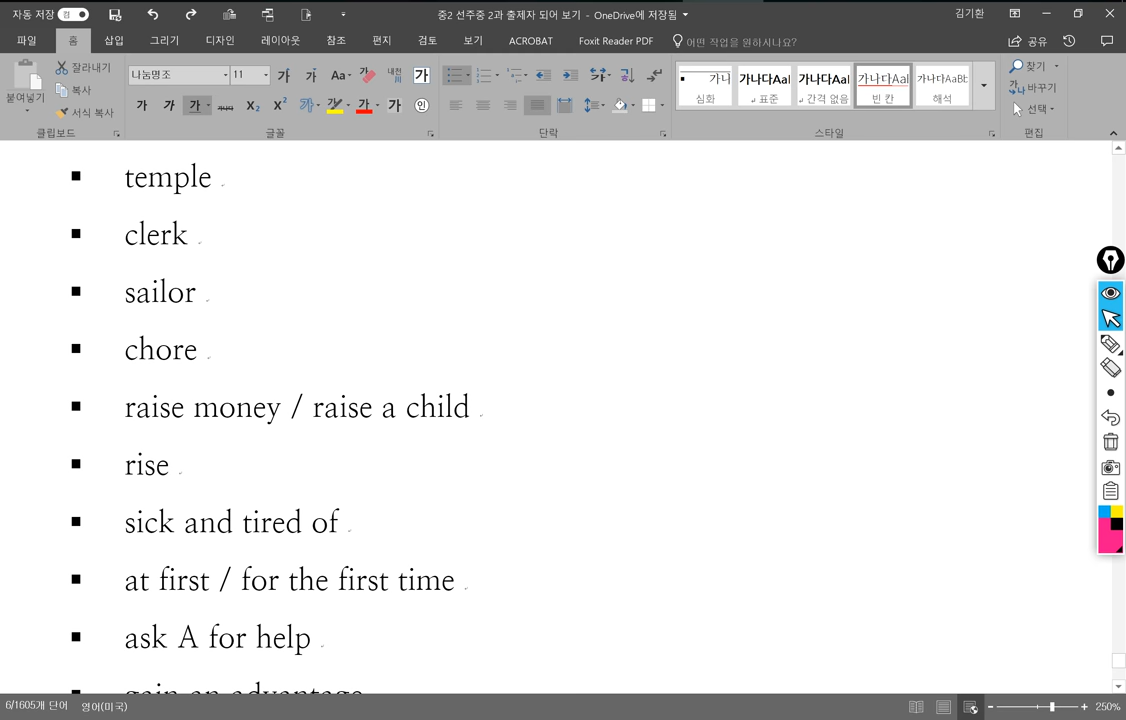 자동 저장 컴 중2 선주중 2과 출제자 되어 보기 - OneDrive에 저장됨 김기환
파일 홈 삽입 그리기 디자인 레이아웃 참조 편지 검토 보기 ACROBAT Foxit Reader PDF 어떤 작업을 원하시나요? 공유
붙여넣기 잘라내기 복사 서식 복사
나눔명조 11
가나 가나다AaI 가나다AaI 가나다AaI 가나다AaBb
심화 표준 간격 없음 빈 칸 해석
찾기 바꾸기 선택
클립보드 글꼴 단락 스타일 편집
temple
clerk
sailor
chore
raise money / raise a child
rise
sick and tired of
at first / for the first time
ask A for help
gain an advantage
6/1605개 단어 영어(미국) 250%